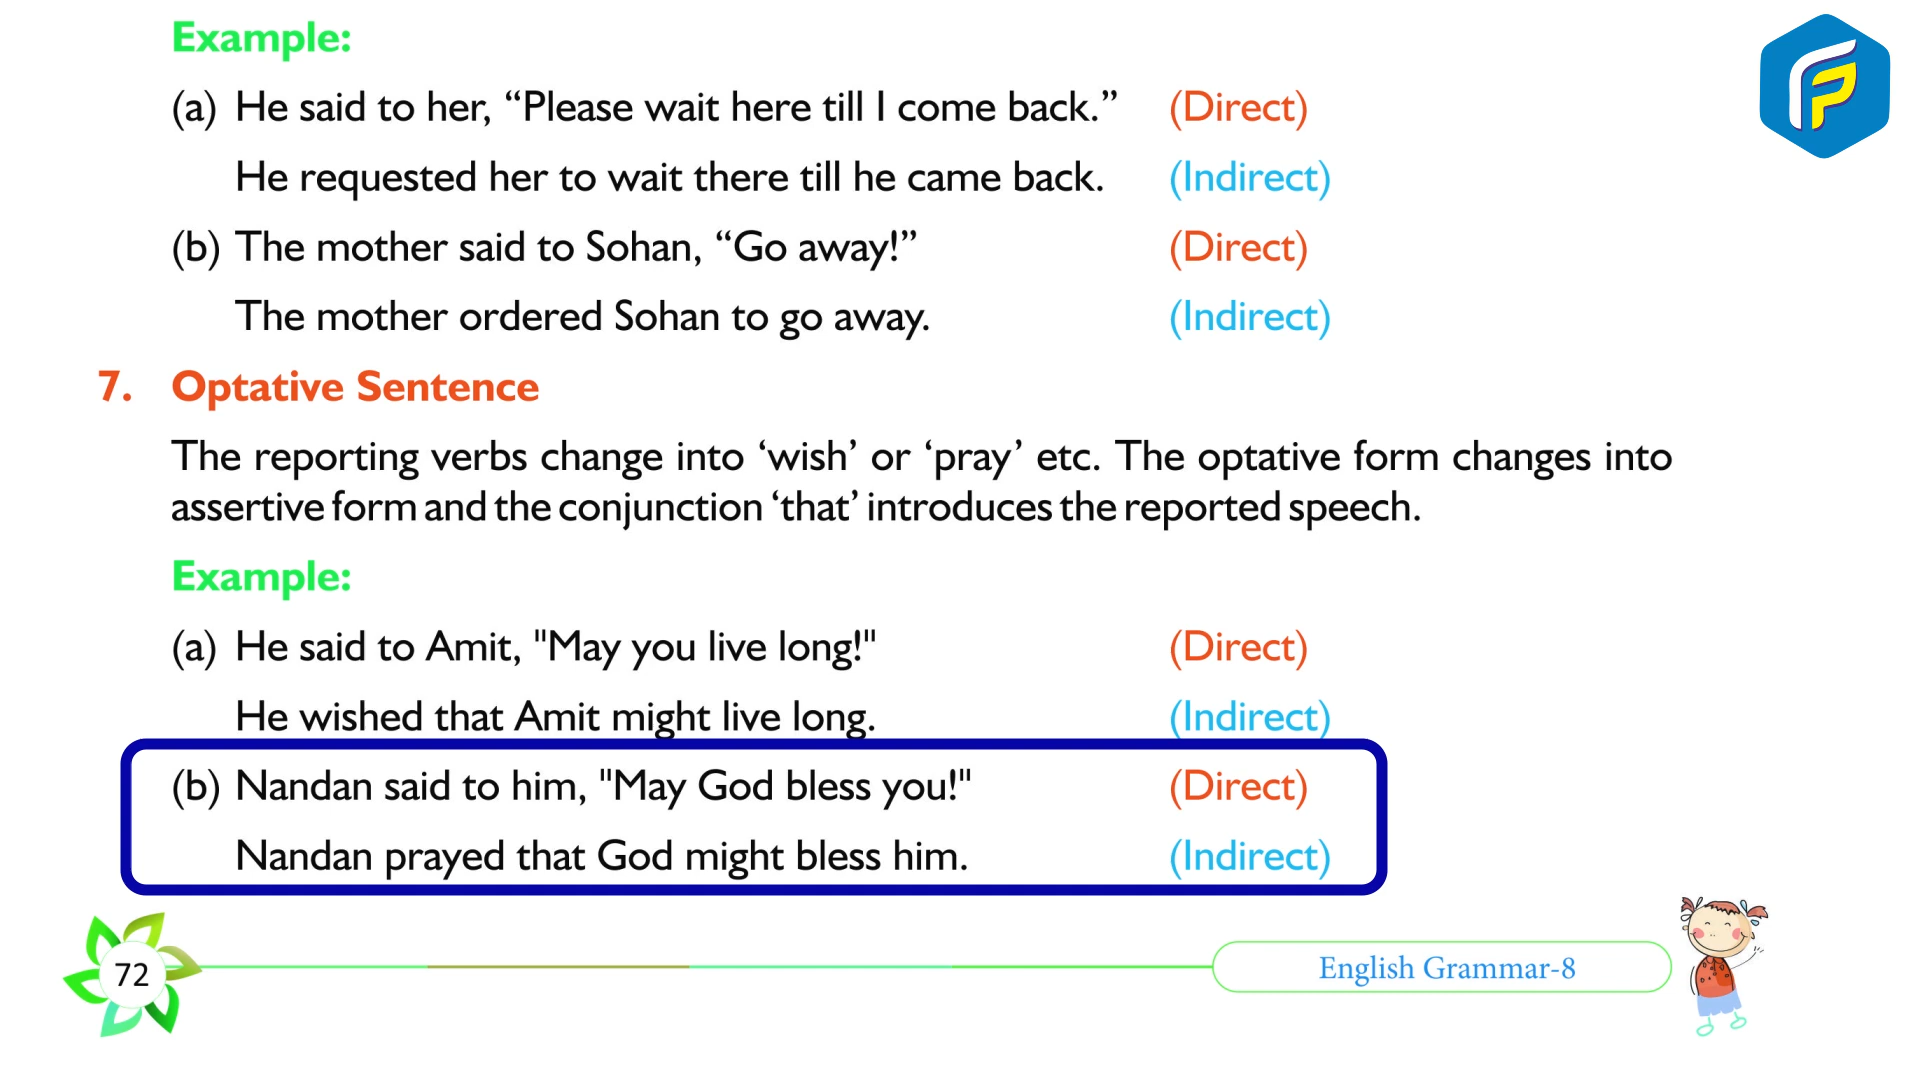 Example:
(a) He said to her, “Please wait here till I come back.” (Direct)
He requested her to wait there till he came back. (Indirect)
(b) The mother said to Sohan, “Go away!” (Direct)
The mother ordered Sohan to go away. (Indirect)
7. Optative Sentence
The reporting verbs change into ‘wish’ or ‘pray’ etc. The optative form changes into
assertive form and the conjunction ‘that’ introduces the reported speech.
Example:
(a) He said to Amit, "May you live long!" (Direct)
He wished that Amit might live long. (Indirect)
(b) Nandan said to him, "May God bless you!" (Direct)
Nandan prayed that God might bless him. (Indirect)
72
English Grammar-8